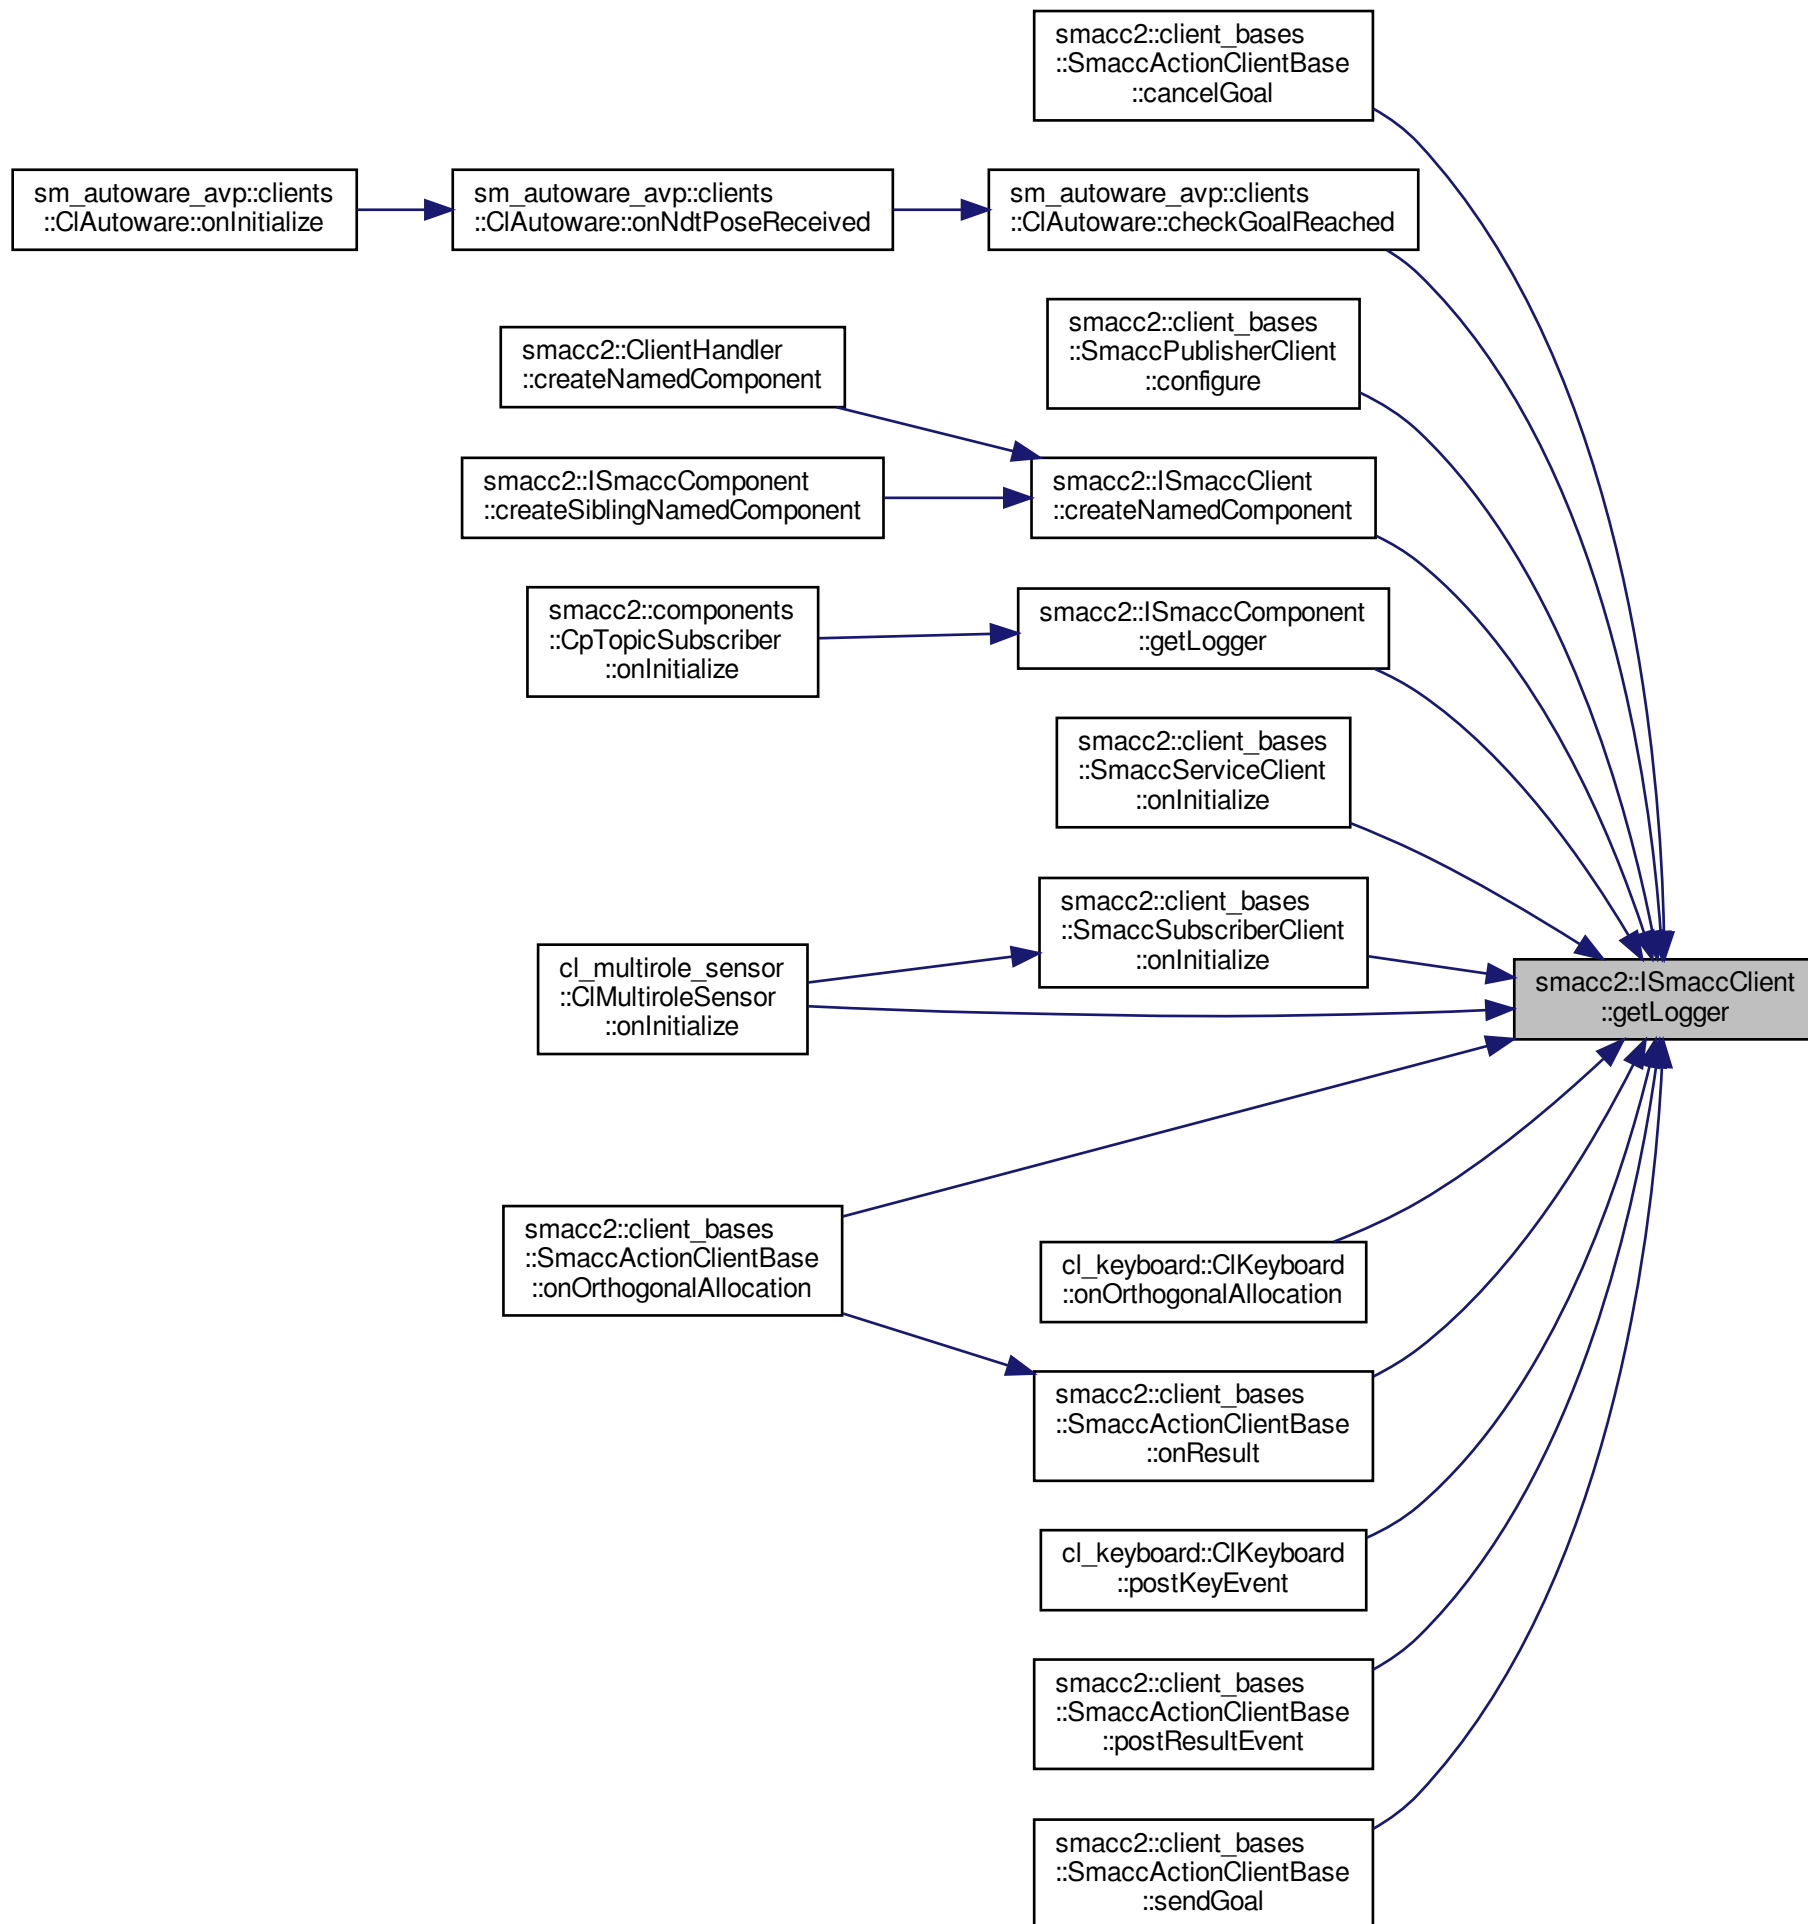 smacc2::client_bases
::SmaccActionClientBase
::cancelGoal
sm_autoware_avp::clients
::ClAutoware::onInitialize
sm_autoware_avp::clients
::ClAutoware::onNdtPoseReceived
sm_autoware_avp::clients
::ClAutoware::checkGoalReached
smacc2::client_bases
::SmaccPublisherClient
::configure
smacc2::ClientHandler
::createNamedComponent
smacc2::ISmaccComponent
::createSiblingNamedComponent
smacc2::ISmaccClient
::createNamedComponent
smacc2::components
::CpTopicSubscriber
::onInitialize
smacc2::ISmaccComponent
::getLogger
smacc2::client_bases
::SmaccServiceClient
::onInitialize
smacc2::client_bases
::SmaccSubscriberClient
::onInitialize
cl_multirole_sensor
::ClMultiroleSensor
::onInitialize
smacc2::ISmaccClient
::getLogger
smacc2::client_bases
::SmaccActionClientBase
::onOrthogonalAllocation
cl_keyboard::ClKeyboard
::onOrthogonalAllocation
smacc2::client_bases
::SmaccActionClientBase
::onResult
cl_keyboard::ClKeyboard
::postKeyEvent
smacc2::client_bases
::SmaccActionClientBase
::postResultEvent
smacc2::client_bases
::SmaccActionClientBase
::sendGoal